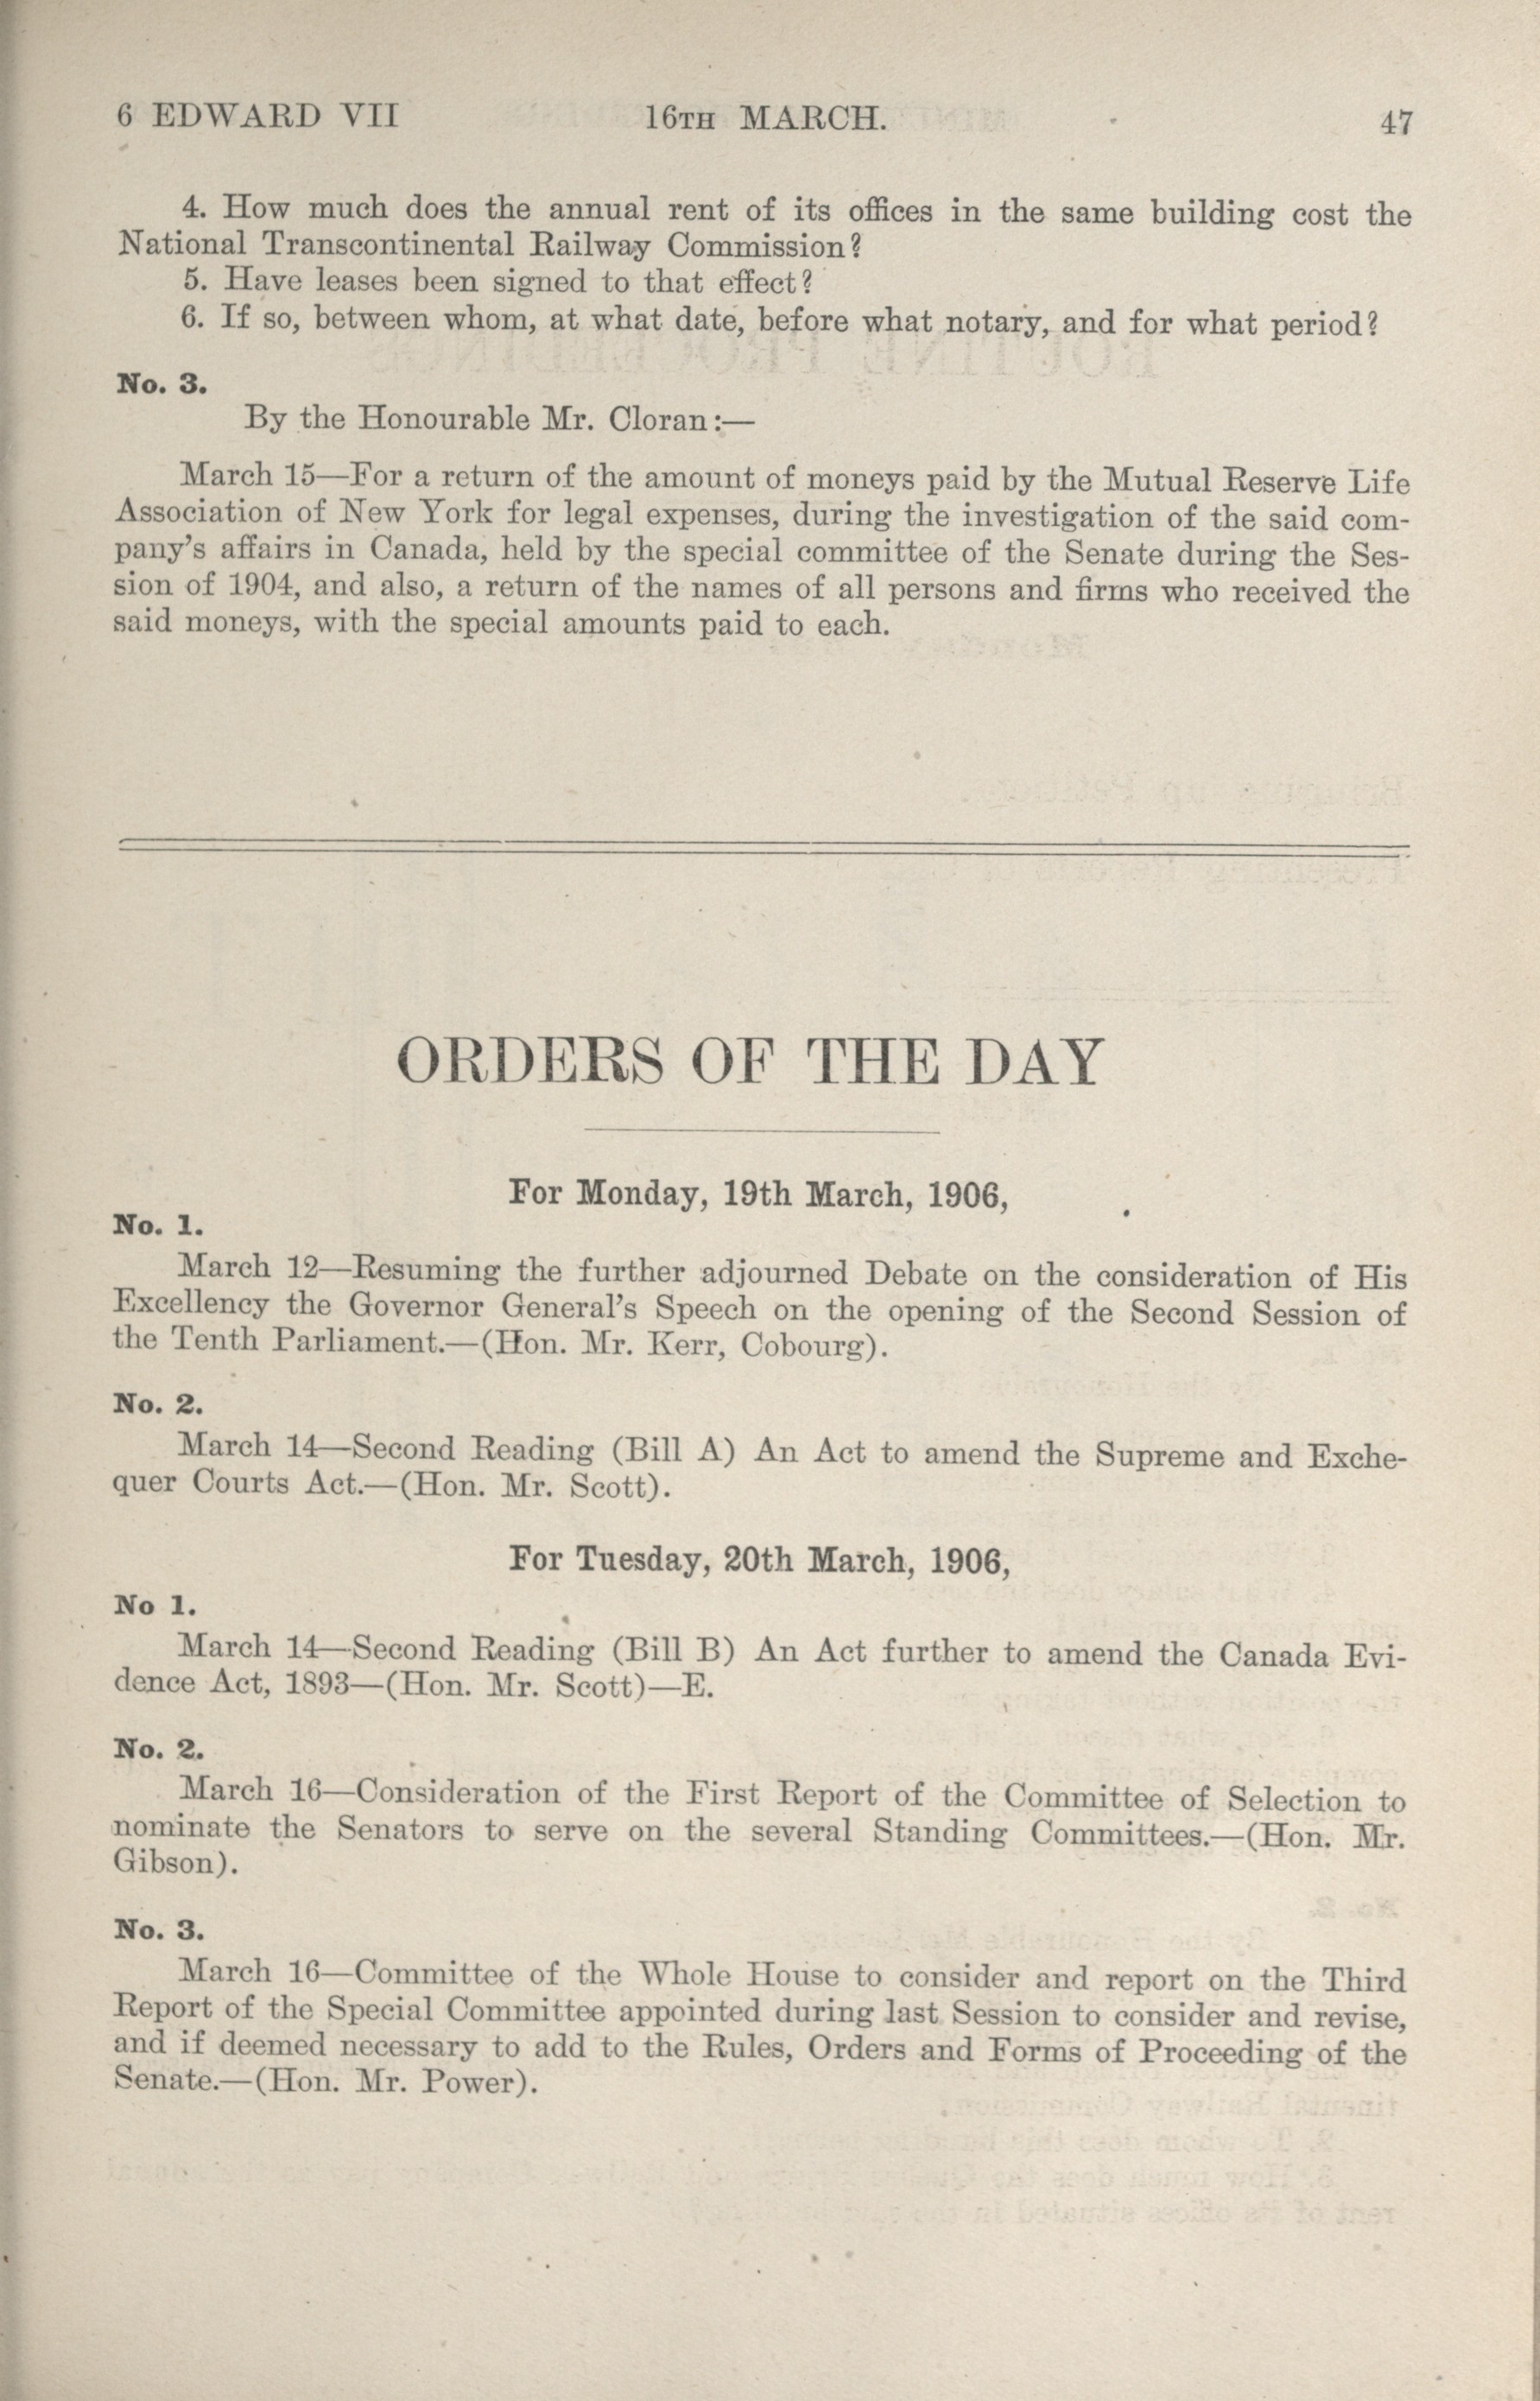 6 EDWARD VII 16TH MARCH. 47
4. How much does the annual rent of its offices in the same building cost the
National Transcontinental Railway Commission?
5. Have leases been signed to that effect?
6. If so, between whom, at what date, before what notary, and for what period?
No. 3.
By the Honourable Mr. Cloran:—
March 15—For a return of the amount of moneys paid by the Mutual Reserve Life
Association of New York for legal expenses, during the investigation of the said com-
pany's affairs in Canada, held by the special committee of the Senate during the Ses-
sion of 1904, and also, a return of the names of all persons and firms who received the
said moneys, with the special amounts paid to each.
ORDERS OF THE DAY
For Monday, 19th March, 1906,
No. 1.
March 12—Resuming the further adjourned Debate on the consideration of His
Excellency the Governor General's Speech on the opening of the Second Session of
the Tenth Parliament.—(Hon. Mr. Kerr, Cobourg).
No. 2.
March 14—Second Reading (Bill A) An Act to amend the Supreme and Exche-
quer Courts Act.—(Hon. Mr. Scott).
For Tuesday, 20th March, 1906,
No 1.
March 14—Second Reading (Bill B) An Act further to amend the Canada Evi-
dence Act, 1893—(Hon. Mr. Scott)—E.
No. 2.
March 16—Consideration of the First Report of the Committee of Selection to
nominate the Senators to serve on the several Standing Committees.—(Hon. Mr.
Gibson).
No. 3.
March 16—Committee of the Whole House to consider and report on the Third
Report of the Special Committee appointed during last Session to consider and revise,
and if deemed necessary to add to the Rules, Orders and Forms of Proceeding of the
Senate.—(Hon. Mr. Power).